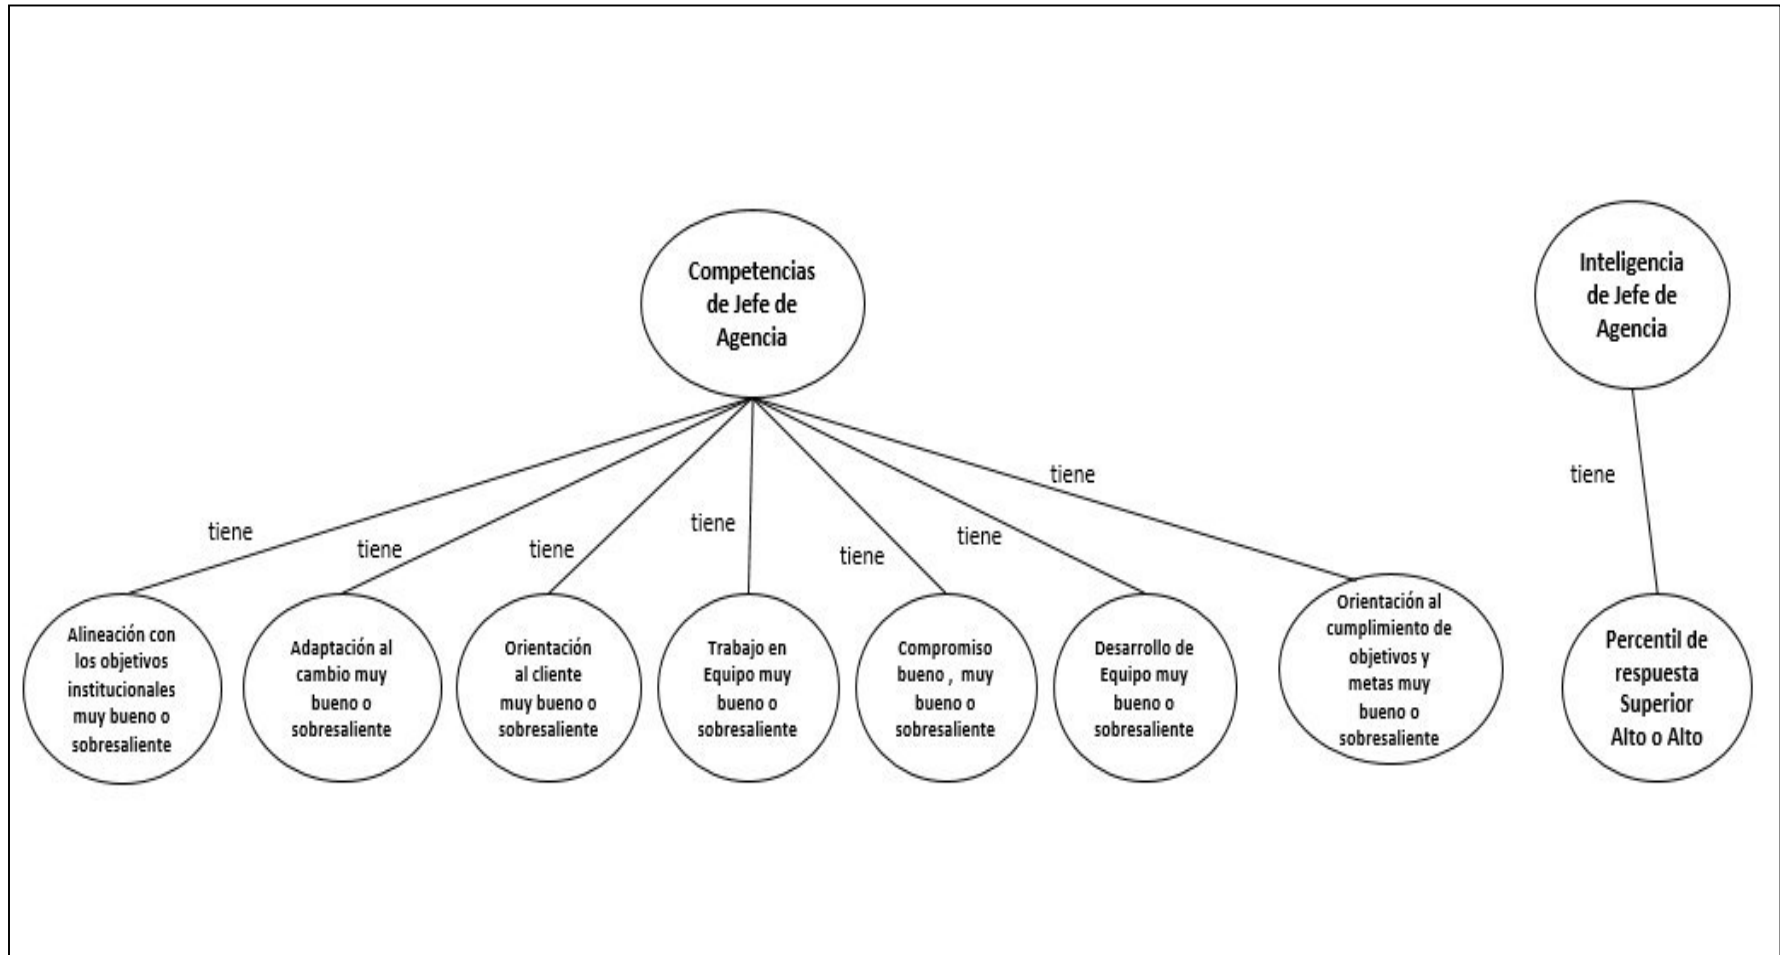 Competencias
de Jefe de
Agencia
Inteligencia
de Jefe de
Agencia
tiene
tiene
tiene
tiene
tiene
tiene
tiene
tiene
Alineación con
los objetivos
institucionales
muy bueno o
sobresaliente
Adaptación al
cambio muy
bueno o
sobresaliente
Orientación
al cliente
muy bueno o
sobresaliente
Trabajo en
Equipo muy
bueno o
sobresaliente
Compromiso
bueno , muy
bueno o
sobresaliente
Desarrollo de
Equipo muy
bueno o
sobresaliente
Orientación al
cumplimiento de
objetivos y
metas muy
bueno o
sobresaliente
Percentil de
respuesta
Superior
Alto o Alto